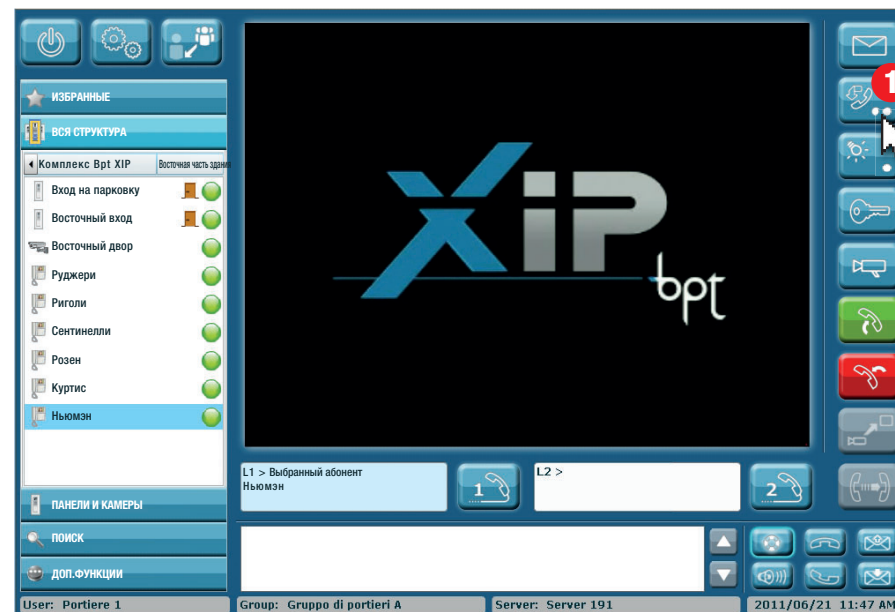 ИЗБРАННЫЕ
ВСЯ СТРУКТУРА
Комплекс Bpt XIP Восточная часть здания
Вход на парковку
Восточный вход
Восточный двор
Руджери
Риголи
Сентинелли
Розен
Куртис
Ньюмэн
ПАНЕЛИ И КАМЕРЫ
ПОИСК
ДОП.ФУНКЦИИ
XiP
bpt
L1 > Выбранный абонент
Ньюмэн
1
L2 >
2
1
User: Portiere 1 Group: Gruppo di portieri A Server: Server 191 2011/06/21 11:47 AM